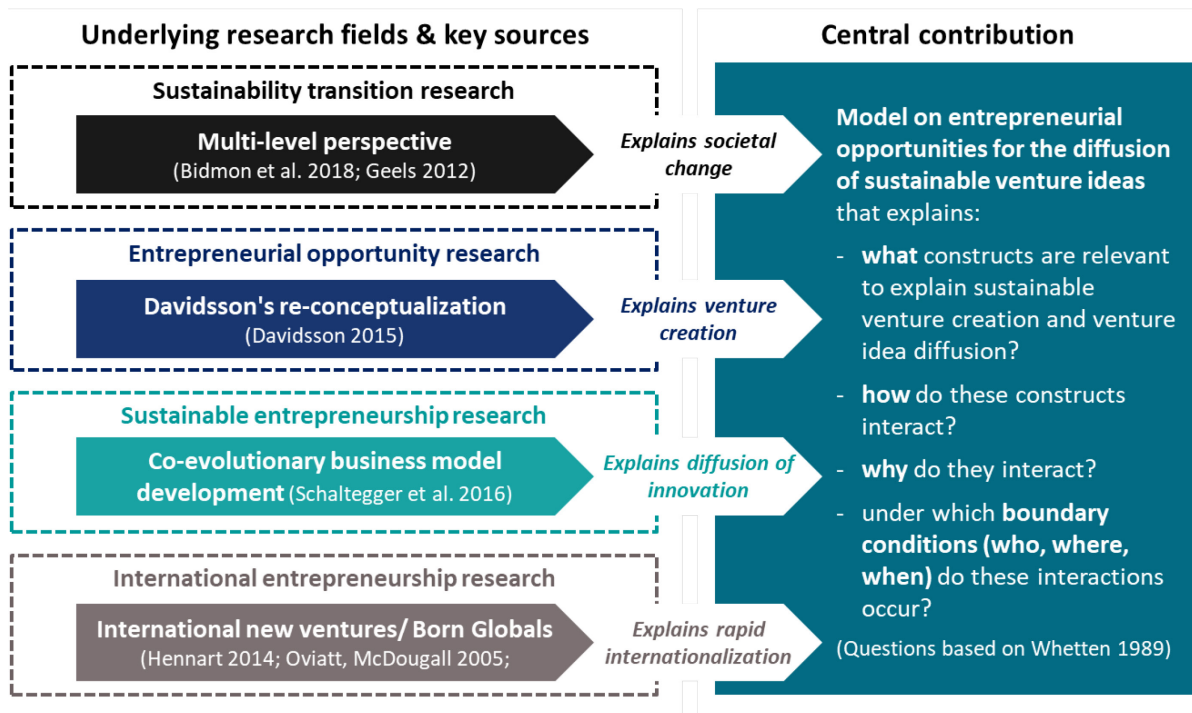 Underlying research fields & key sources
Sustainability transition research
Multi-level perspective
(Bidmon et al. 2018; Geels 2012)
Explains societal
change
Entrepreneurial opportunity research
Davidsson's re-conceptualization
(Davidsson 2015)
Explains venture
creation
Sustainable entrepreneurship research
Co-evolutionary business model
development (Schaltegger et al. 2016)
Explains diffusion of
innovation
International entrepreneurship research
International new ventures/ Born Globals
(Hennart 2014; Oviatt, McDougall 2005;
Explains rapid
internationalization
Central contribution
Model on entrepreneurial
opportunities for the diffusion
of sustainable venture ideas
that explains:
- what constructs are relevant
to explain sustainable
venture creation and venture
idea diffusion?
- how do these constructs
interact?
- why do they interact?
- under which boundary
conditions (who, where,
when) do these interactions
occur?
(Questions based on Whetten 1989)